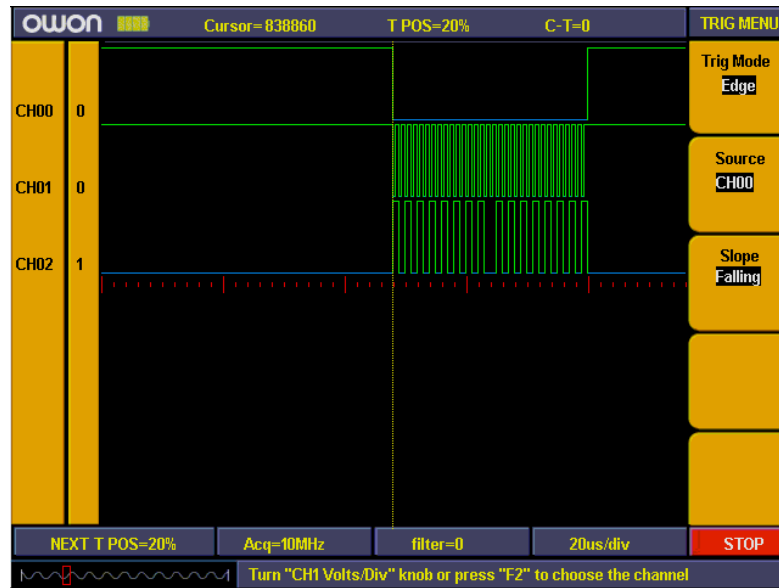 owon Cursor=838860 T POS=20% C-T=0 TRIG MENU
Trig Mode
Edge
CH00 0
Source
CH01 0 CH00
Slope
CH02 1 Falling
NEXT T POS=20% Acq=10MHz filter=0 20us/div STOP
Turn "CH1 Volts/Div" knob or press "F2" to choose the channel